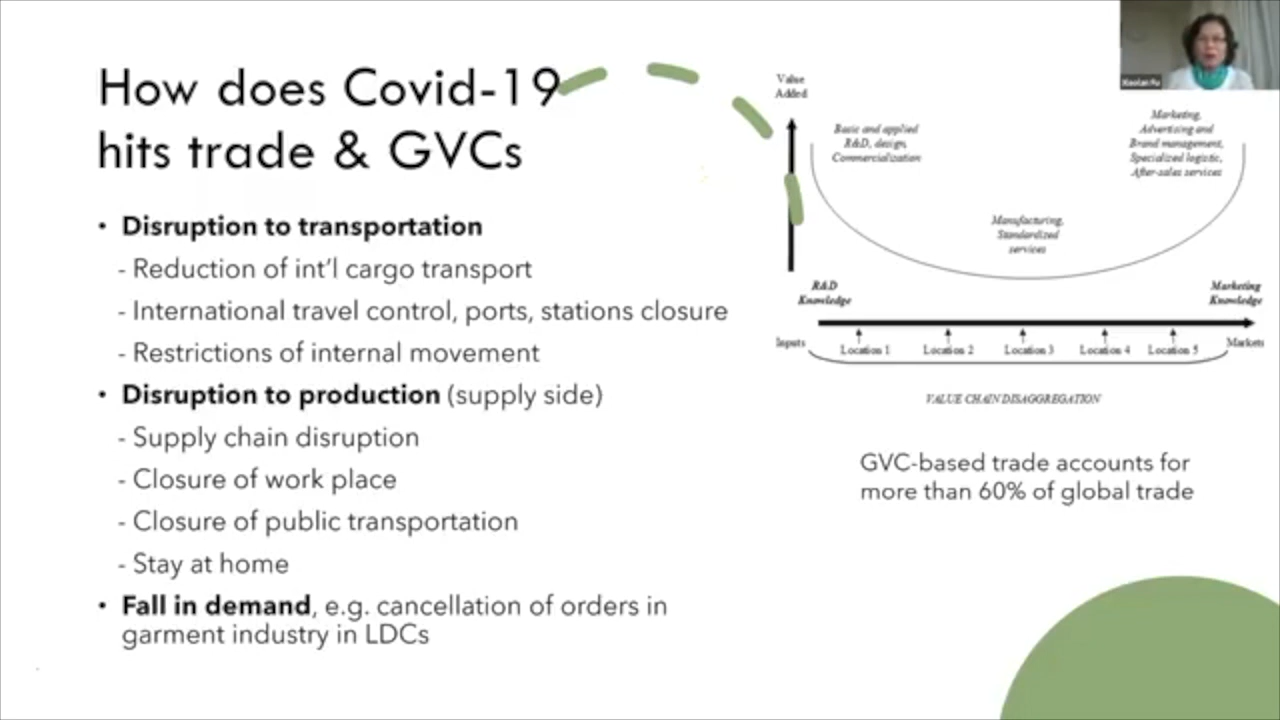 How does Covid-19
hits trade & GVCs
• Disruption to transportation
- Reduction of int'l cargo transport
- International travel control, ports, stations closure
- Restrictions of internal movement
• Disruption to production (supply side)
- Supply chain disruption
- Closure of work place
- Closure of public transportation
- Stay at home
• Fall in demand, e.g. cancellation of orders in
garment industry in LDCs
Value
Added
Basic and applied
R&D, design,
Commercialization
Marketing,
Advertising and
Brand management,
Specialized logistic,
After-sales services
Manufacturing,
Standardized
services
R&D
Knowledge
Marketing
Knowledge
Inputs
Location 1
Location 2
Location 3
Location 4
Location 5
Markets
VALUE CHAIN DISAGGREGATION
GVC-based trade accounts for
more than 60% of global trade
Xiaolan Fu